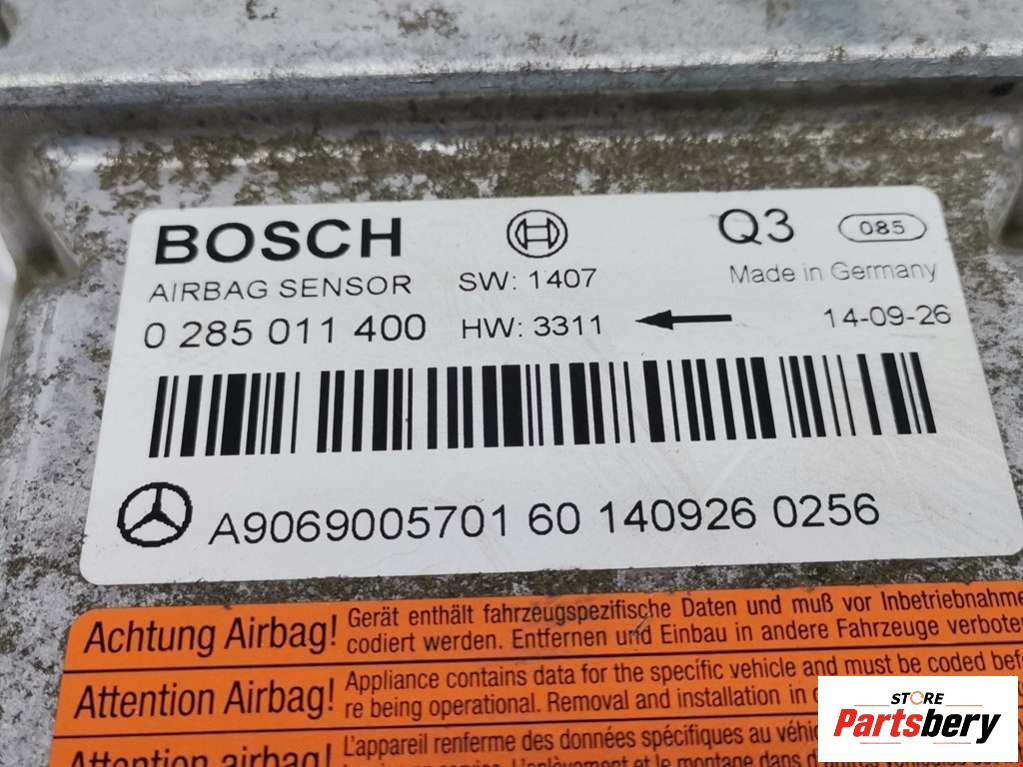 BOSCH
Q3
085
AIRBAG SENSOR
SW: 1407
Made in Germany
0 285 011 400
HW: 3311
14-09-26
A9069005701 60 140926 0256
Achtung Airbag!
Gerät enthält fahrzeugspezifische Daten und muß vor Inbetriebnahme
codiert werden. Entfernen und Einbau in andere Fahrzeuge verboten
Attention Airbag!
Appliance contains data for the specific vehicle and must be coded
re being operational. Removal and installation in
Attention airbag!
L'appareil renferme des données spécifiques au
STORE
Partsbery